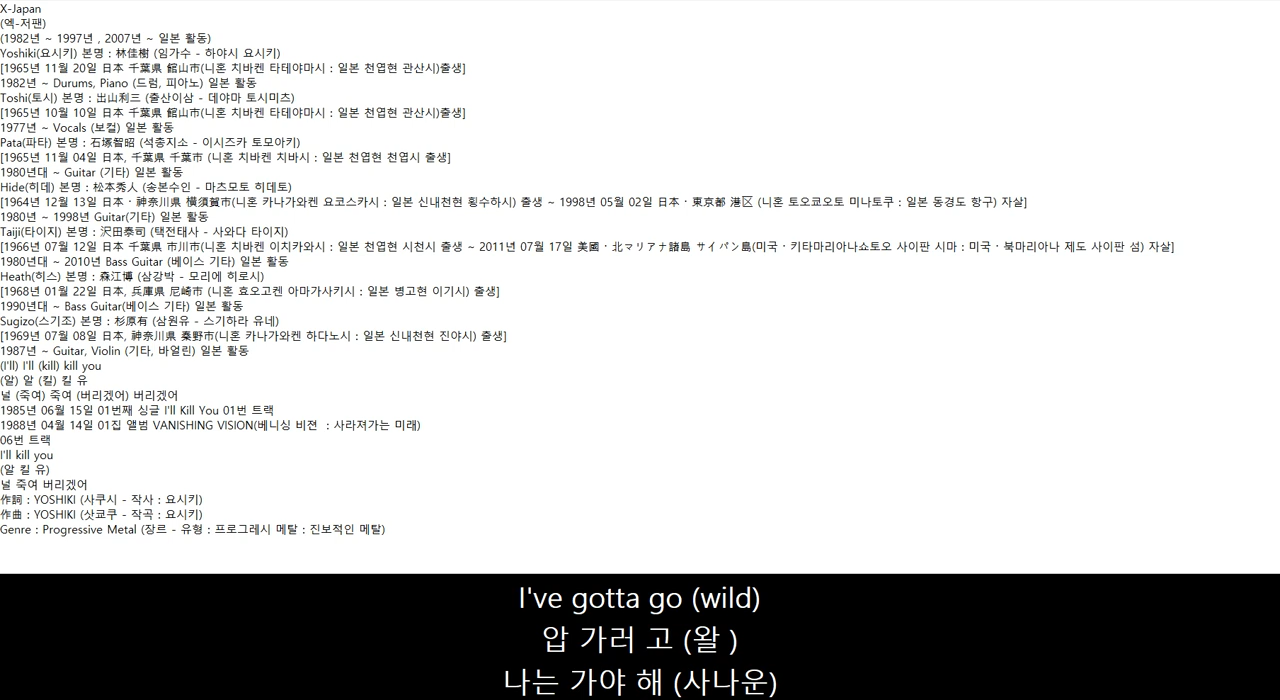 X-Japan
(엑-저팬)
(1982년 ~ 1997년 , 2007년 ~ 일본 활동)
Yoshiki(요시키) 본명 : 林佳樹 (임가수 - 하야시 요시키)
[1965년 11월 20일 日本 千葉県 館山市(니혼 치바켄 타테야마시 : 일본 천엽현 관산시)출생]
1982년 ~ Durums, Piano (드럼, 피아노) 일본 활동
Toshi(토시) 본명 : 出山利三 (출산이삼 - 데야마 토시미츠)
[1965년 10월 10일 日本 千葉県 館山市(니혼 치바켄 타테야마시 : 일본 천엽현 관산시)출생]
1977년 ~ Vocals (보컬) 일본 활동
Pata(파타) 본명 : 石塚智昭 (석총지소 - 이시즈카 토모아키)
[1965년 11월 04일 日本, 千葉県 千葉市 (니혼 치바켄 치바시 : 일본 천엽현 천엽시 출생]
1980년대 ~ Guitar (기타) 일본 활동
Hide(히데) 본명 : 松本秀人 (송본수인 - 마츠모토 히데토)
[1964년 12월 13일 日本 · 神奈川県 横須賀市(니혼 카나가와켄 요코스카시 : 일본 신내천현 횡수하시) 출생 ~ 1998년 05월 02일 日本 · 東京都 港区 (니혼 토오쿄오토 미나토쿠 : 일본 동경도 항구) 자살]
1980년 ~ 1998년 Guitar(기타) 일본 활동
Taiji(타이지) 본명 : 沢田泰司 (택전태사 - 사와다 타이지)
[1966년 07월 12일 日本 千葉県 市川市(니혼 치바켄 이치카와시 : 일본 천엽현 시천시 출생 ~ 2011년 07월 17일 美國 · 北マリアナ諸島 サイパン島(미국 · 키타마리아나쇼토오 사이판 시마 : 미국 · 북마리아나 제도 사이판 섬) 자살]
1980년대 ~ 2010년 Bass Guitar (베이스 기타) 일본 활동
Heath(히스) 본명 : 森江博 (삼강박 - 모리에 히로시)
[1968년 01월 22일 日本, 兵庫県 尼崎市 (니혼 효오고켄 아마가사키시 : 일본 병고현 이기시) 출생]
1990년대 ~ Bass Guitar(베이스 기타) 일본 활동
Sugizo(스기조) 본명 : 杉原有 (삼원유 - 스기하라 유네)
[1969년 07월 08일 日本, 神奈川県 秦野市(니혼 카나가와켄 하다노시 : 일본 신내천현 진야시) 출생]
1987년 ~ Guitar, Violin (기타, 바얼린) 일본 활동
(I'll) I'll (kill) kill you
(알) 알 (킬) 킬 유
널 (죽여) 죽여 (버리겠어) 버리겠어
1985년 06월 15일 01번째 싱글 I'll Kill You 01번 트랙
1988년 04월 14일 01집 앨범 VANISHING VISION(베니싱 비젼 : 사라져가는 미래)
06번 트랙
I'll kill you
(알 킬 유)
널 죽여 버리겠어
作詞 : YOSHIKI (사쿠시 - 작사 : 요시키)
作曲 : YOSHIKI (삿쿄쿠 - 작곡 : 요시키)
Genre : Progressive Metal (장르 - 유형 : 프로그레시 메탈 : 진보적인 메탈)
I've gotta go (wild)
압 가러 고 (왈 )
나는 가야 해 (사나운)